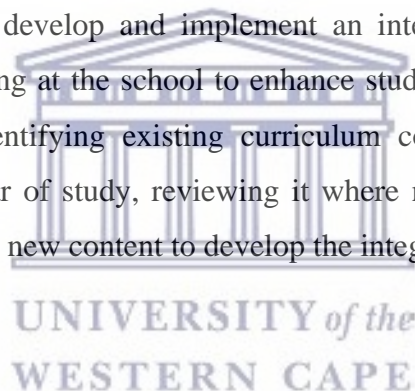 develop and implement an inte
ng at the school to enhance stud
entifying existing curriculum co
r of study, reviewing it where n
new content to develop the integ
UNIVERSITY of the
WESTERN CAPE